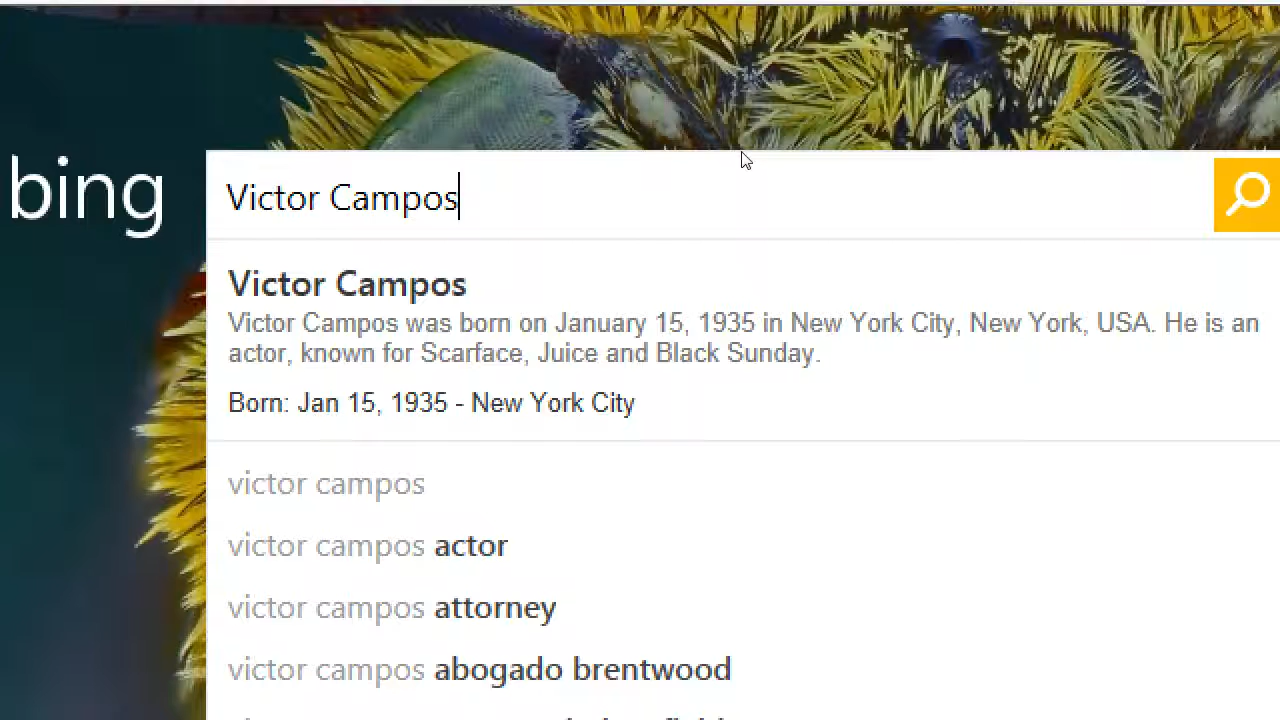 bing
Victor Campos
Victor Campos
Victor Campos was born on January 15, 1935 in New York City, New York, USA. He is an
actor, known for Scarface, Juice and Black Sunday.
Born: Jan 15, 1935 - New York City
victor campos
victor campos actor
victor campos attorney
victor campos abogado brentwood